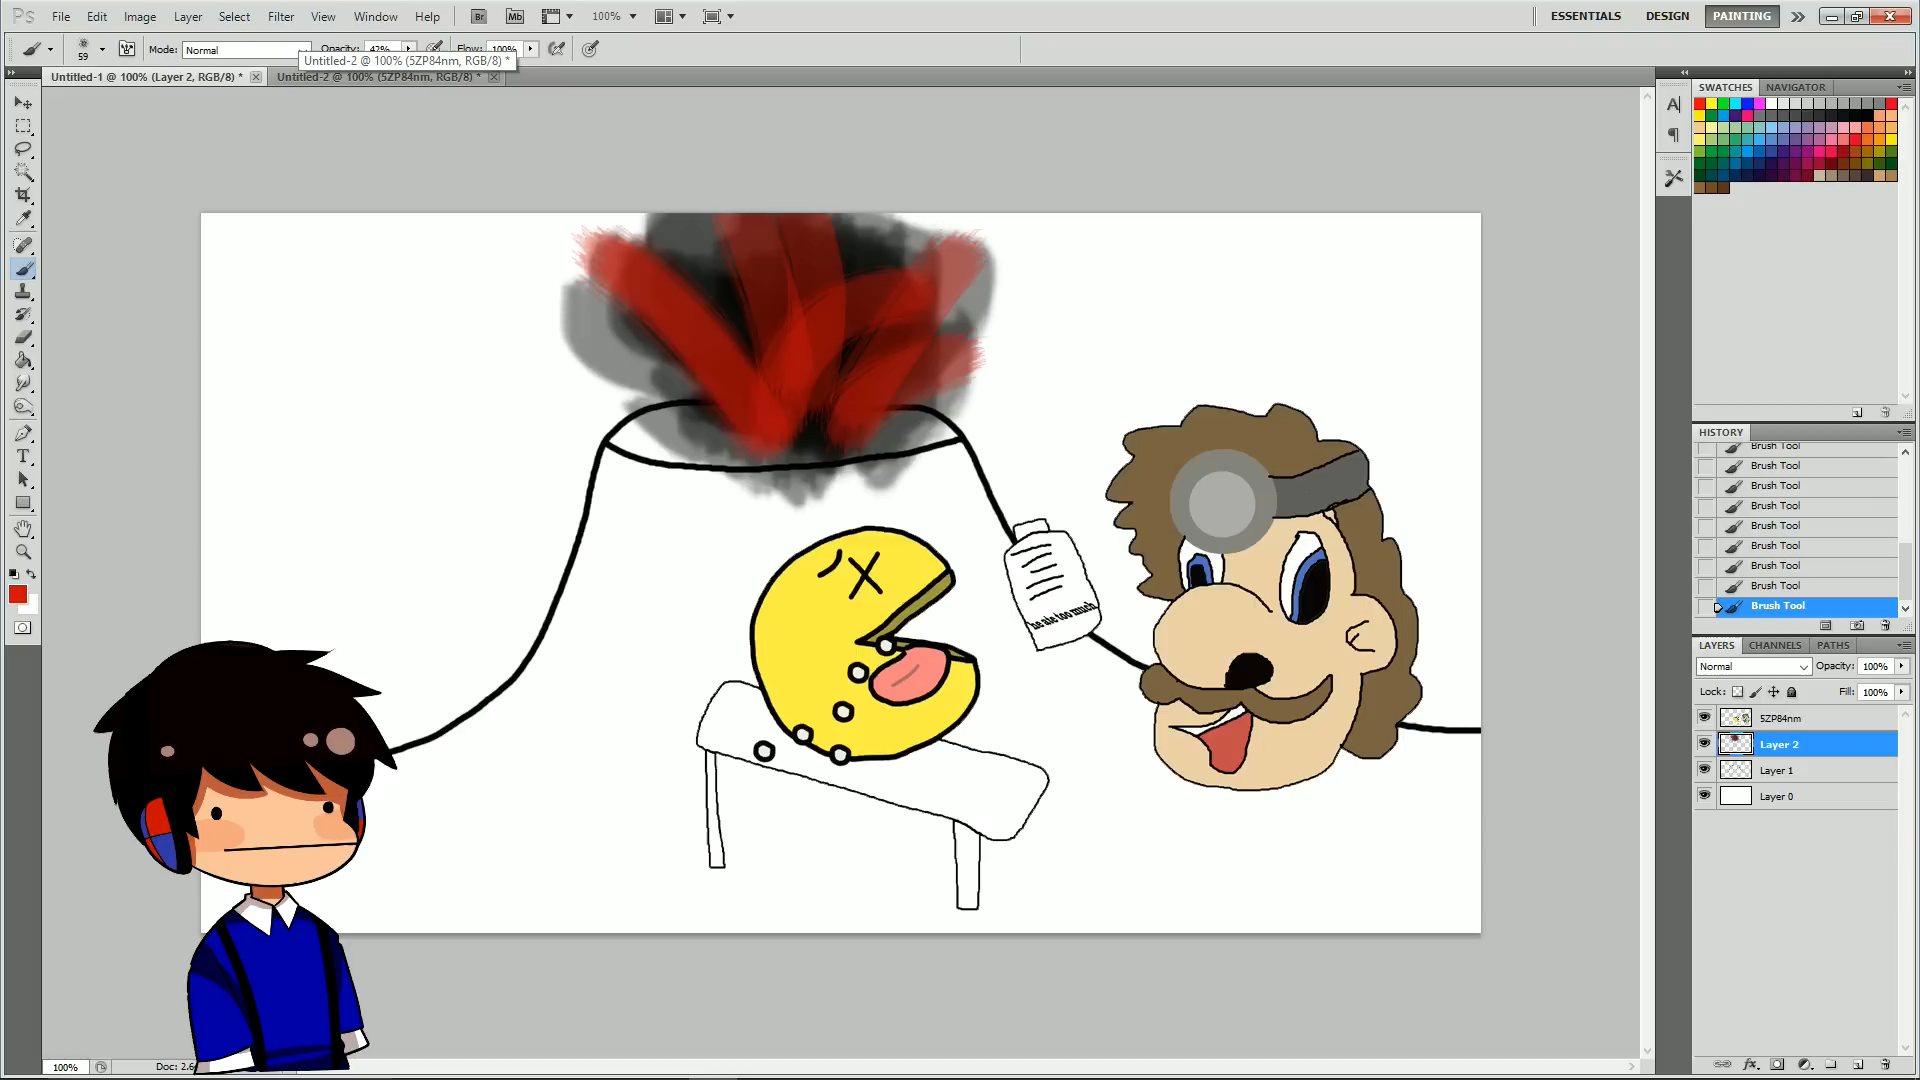 Ps File Edit Image Layer Select Filter View Window Help Br Mb 100% ESSENTIALS DESIGN PAINTING
59 Mode: Normal Opacity: 42% Flow: 100%
Untitled-2 @ 100% (5ZP84nm, RGB/8) *
Untitled-1 @ 100% (Layer 2, RGB/8) * Untitled-2 @ 100% (5ZP84nm, RGB/8) *
SWATCHES NAVIGATOR
HISTORY
Brush Tool
Brush Tool
Brush Tool
Brush Tool
Brush Tool
Brush Tool
Brush Tool
Brush Tool
Brush Tool
he ate too much
LAYERS CHANNELS PATHS
Normal Opacity: 100%
Lock: Fill: 100%
5ZP84nm
Layer 2
Layer 1
Layer 0
100% Doc: 2.6